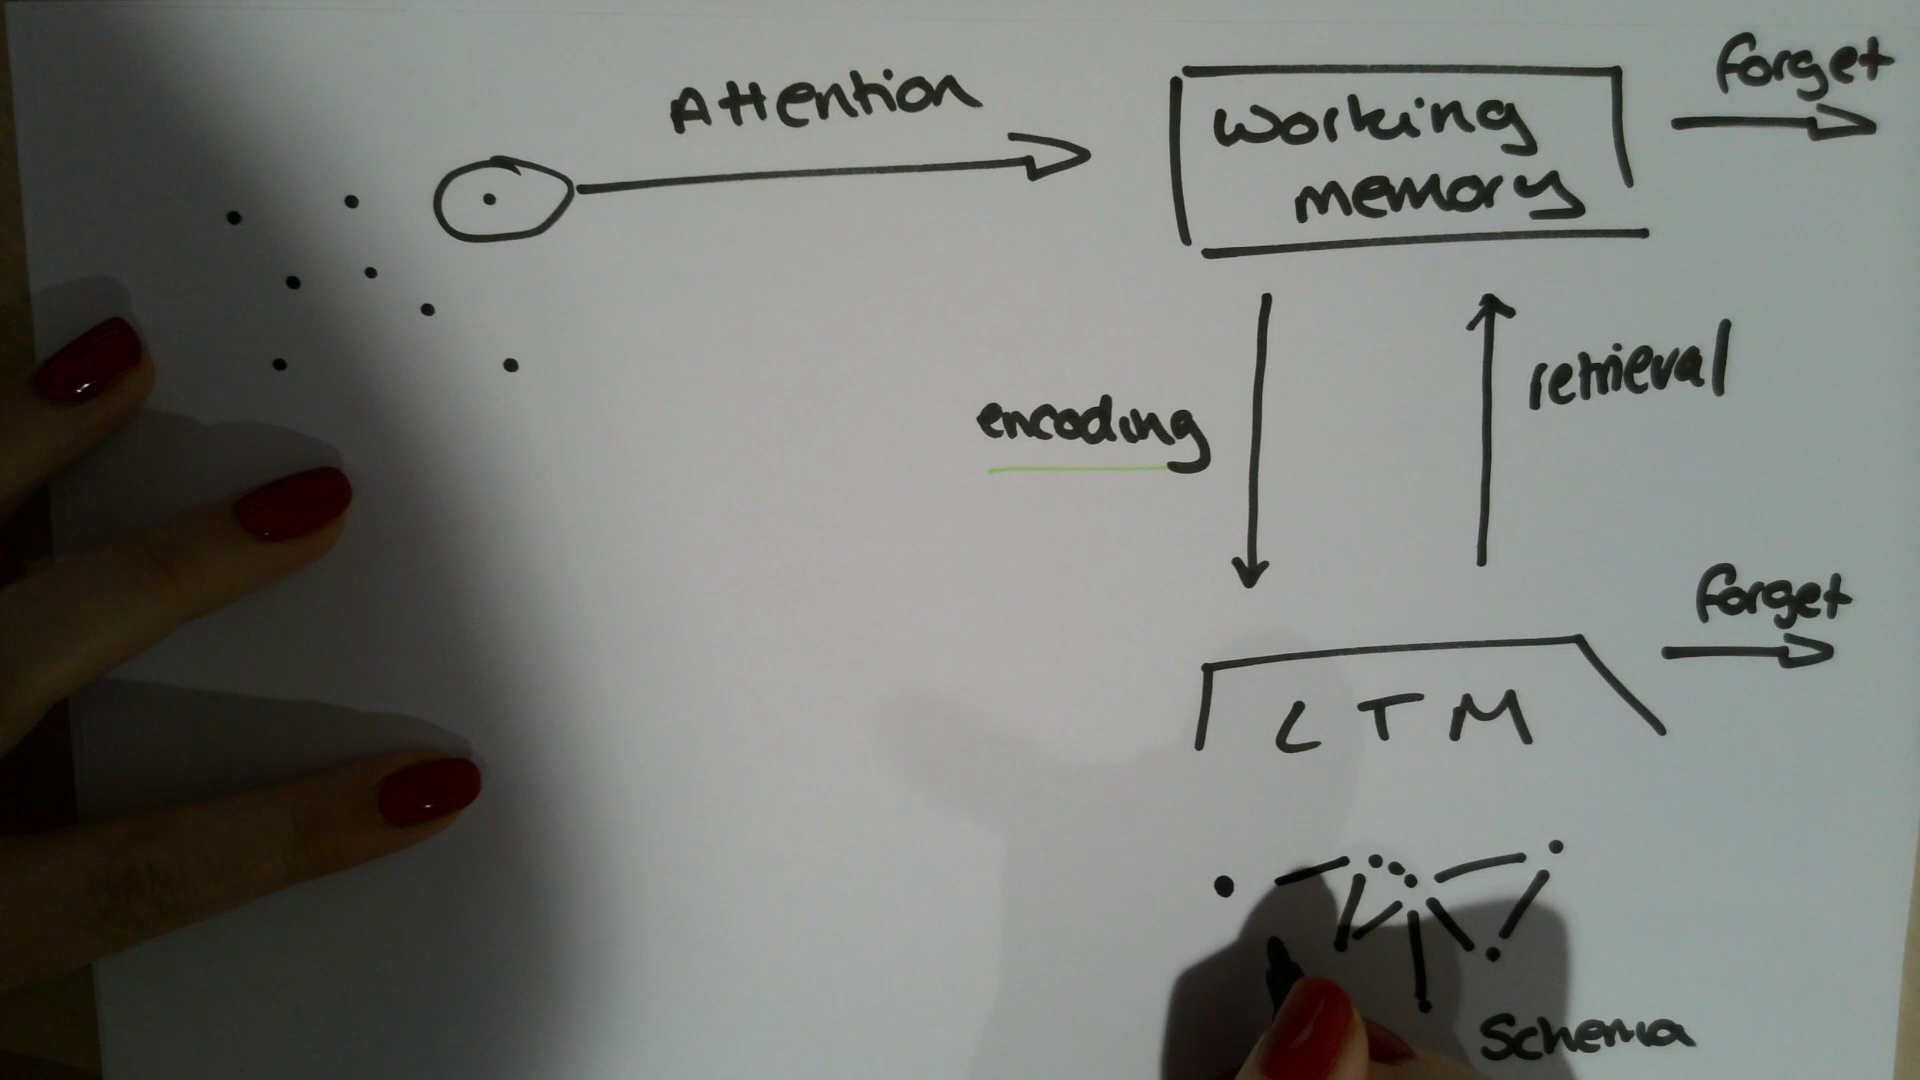 Attention
working
memory
forget
encoding
retrieval
LTM
forget
Schema